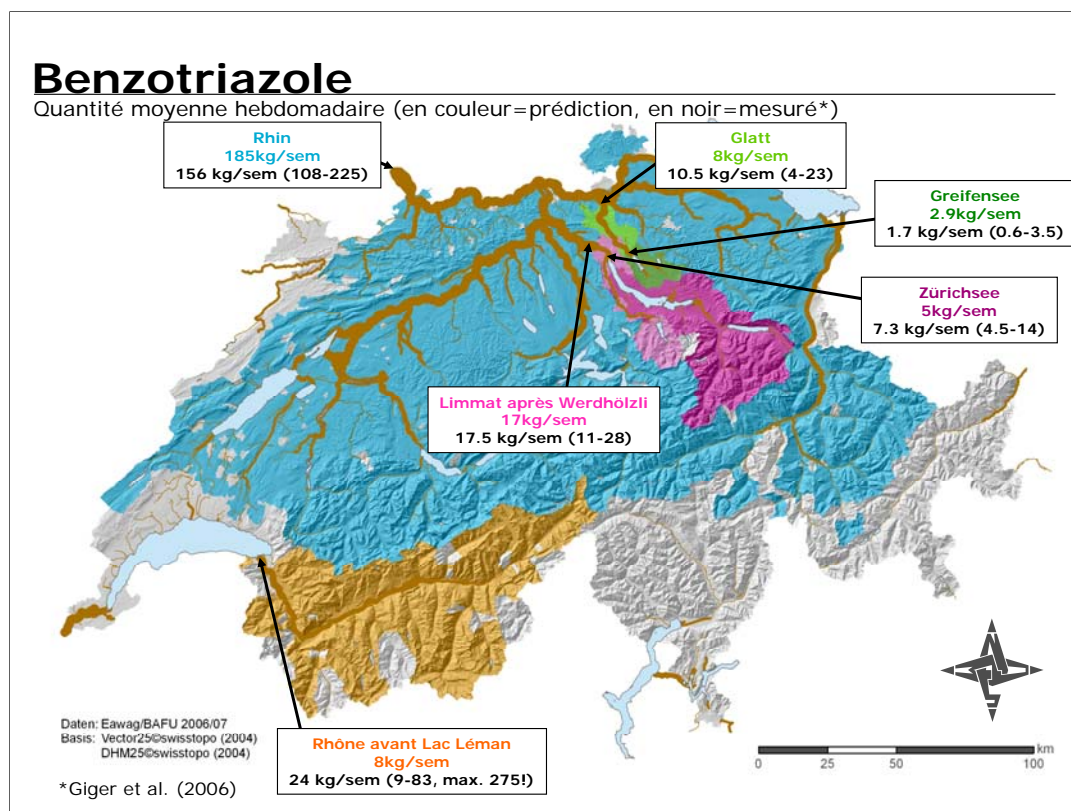 Benzotriazole
Quantité moyenne hebdomadaire (en couleur=prédiction, en noir=mesuré*)
Rhin
185kg/sem
156 kg/sem (108-225)
Glatt
8kg/sem
10.5 kg/sem (4-23)
Greifensee
2.9kg/sem
1.7 kg/sem (0.6-3.5)
Zürichsee
5kg/sem
7.3 kg/sem (4.5-14)
Limmat après Werdhölzli
17kg/sem
17.5 kg/sem (11-28)
Rhône avant Lac Léman
8kg/sem
24 kg/sem (9-83, max. 275!)
Daten: Eawag/BAFU 2006/07
Basis: Vector25©swisstopo (2004)
DHM25©swisstopo (2004)
*Giger et al. (2006)
km
0 25 50 100